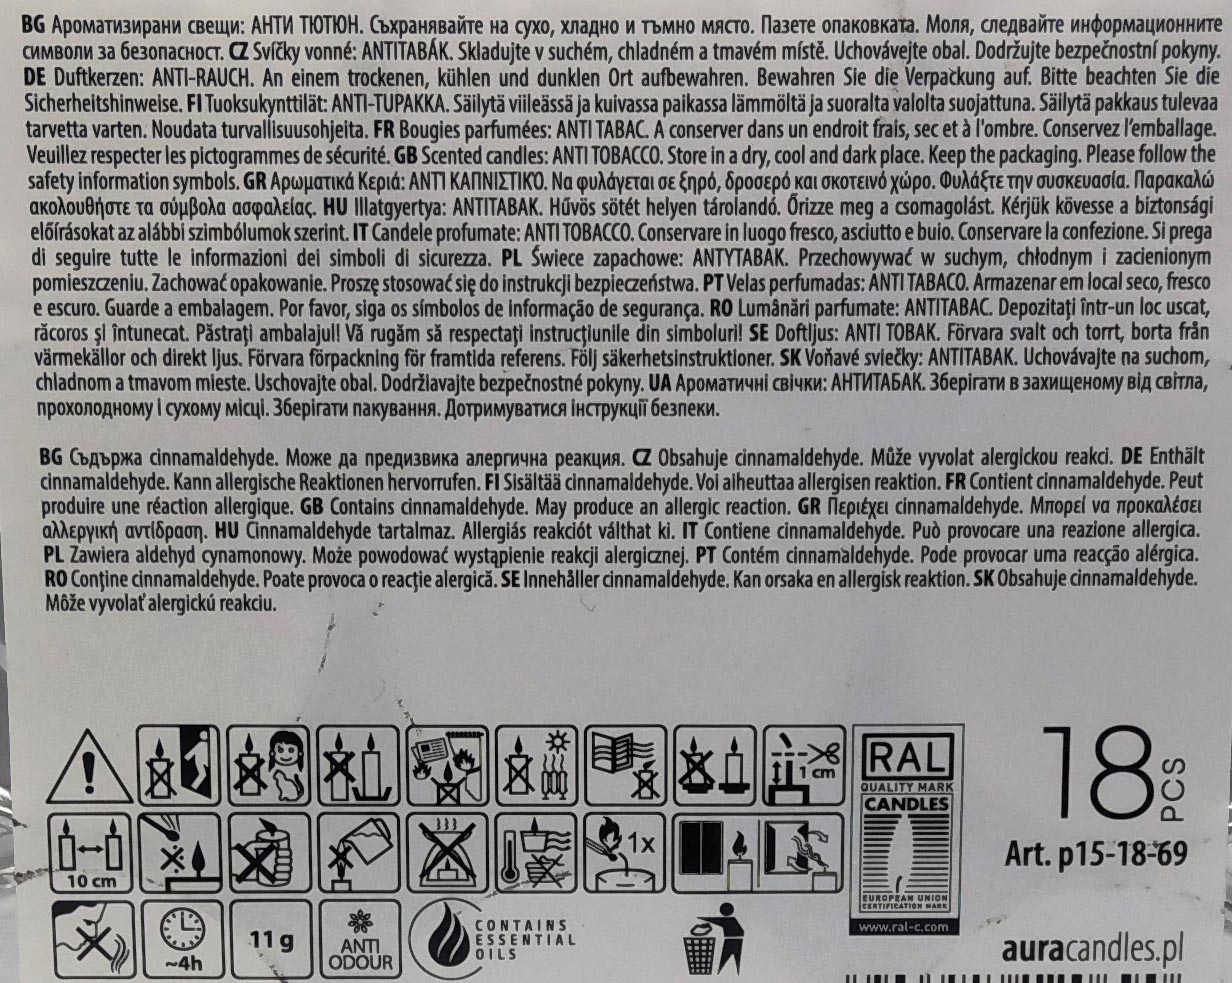 BG Ароматизирани свещи: АНТИ ТЮТЮН. Съхранявайте на сухо, хладно и тъмно място. Пазете опаковката. Моля, следвайте информационните
символи за безопасност. CZ Svíčky vonné: ANTITABÁK. Skladujte v suchém, chladném a tmavém místě. Uchovávejte obal. Dodržujte bezpečnostní pokyny.
DE Duftkerzen: ANTI-RAUCH. An einem trockenen, kühlen und dunklen Ort aufbewahren. Bewahren Sie die Verpackung auf. Bitte beachten Sie die
Sicherheitshinweise. FI Tuoksukynttilät: ANTI-TUPAKKA. Säilytä viileässä ja kuivassa paikassa lämmöltä ja suoralta valolta suojattuna. Säilytä pakkaus tulevaa
tarvetta varten. Noudata turvallisuusohjeita. FR Bougies parfumées: ANTI TABAC. A conserver dans un endroit frais, sec et à l'ombre. Conservez l'emballage.
Veuillez respecter les pictogrammes de sécurité. GB Scented candles: ANTI TOBACCO. Store in a dry, cool and dark place. Keep the packaging. Please follow the
safety information symbols. GR Αρωματικά Κεριά: ΑΝΤΙ ΚΑΠΝΙΣΤΙΚΌ. Να φυλάγεται σε ξηρό, δροσερό και σκοτεινό χώρο. Φυλάξτε την συσκευασία. Παρακαλώ
ακολουθήστε τα σύμβολα ασφαλείας. HU Illatgyertya: ANTITABAK. Hűvös sötét helyen tárolandó. Őrizze meg a csomagolást. Kérjük kövesse a biztonsági
előírásokat az alábbi szimbólumok szerint. IT Candele profumate: ANTI TOBACCO. Conservare in luogo fresco, asciutto e buio. Conservare la confezione. Si prega
di seguire tutte le informazioni dei simboli di sicurezza. PL Świece zapachowe: ANTYTABAK. Przechowywać w suchym, chłodnym i zacienionym
pomieszczeniu. Zachować opakowanie. Proszę stosować się do instrukcji bezpieczeństwa. PT Velas perfumadas: ANTI TABACO. Armazenar em local seco, fresco
e escuro. Guarde a embalagem. Por favor, siga os símbolos de informação de segurança. RO Lumânări parfumate: ANTITABAC. Depozitați într-un loc uscat,
răcoros și întunecat. Păstrați ambalajul! Vă rugăm să respectați instrucțiunile din simboluri! SE Doftljus: ANTI TOBAK. Förvara svalt och torrt, borta från
värmekällor och direkt ljus. Förvara förpackning för framtida referens. Följ säkerhetsinstruktioner. SK Voňavé sviečky: ANTITABAK. Uchovávajte na suchom,
chladnom a tmavom mieste. Uschovajte obal. Dodržiavajte bezpečnostné pokyny. UA Ароматичні свічки: АНТИТАБАК. Зберігати в захищеному від світла,
прохолодному і сухому місці. Зберігати пакування. Дотримуватися інструкції безпеки.
BG Съдържа cinnamaldehyde. Може да предизвика алергична реакция. CZ Obsahuje cinnamaldehyde. Může vyvolat alergickou reakci. DE Enthält
cinnamaldehyde. Kann allergische Reaktionen hervorrufen. FI Sisältää cinnamaldehyde. Voi aiheuttaa allergisen reaktion. FR Contient cinnamaldehyde. Peut
produire une réaction allergique. GB Contains cinnamaldehyde. May produce an allergic reaction. GR Περιέχει cinnamaldehyde. Μπορεί να προκαλέσει
αλλεργική αντίδραση. HU Cinnamaldehyde tartalmaz. Allergiás reakciót válthat ki. IT Contiene cinnamaldehyde. Può provocare una reazione allergica.
PL Zawiera aldehyd cynamonowy. Może powodować wystąpienie reakcji alergicznej. PT Contém cinnamaldehyde. Pode provocar uma reacção alérgica.
RO Conține cinnamaldehyde. Poate provoca o reacție alergică. SE Innehåller cinnamaldehyde. Kan orsaka en allergisk reaktion. SK Obsahuje cinnamaldehyde.
Môže vyvolať alergickú reakciu.
1 cm
RAL
QUALITY MARK
CANDLES
EUROPEAN UNION
CERTIFICATION MARK
www.ral-c.com
18 PCS
Art. p15-18-69
10 cm
1x
~4h
11 g
ANTI
ODOUR
CONTAINS
ESSENTIAL
OILS
auracandles.pl